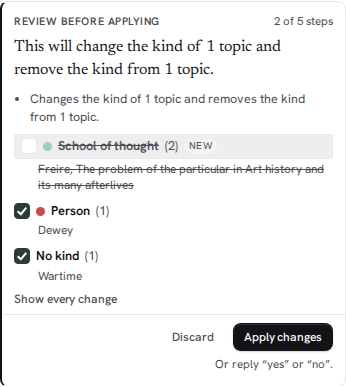 REVIEW BEFORE APPLYING 2 of 5 steps
This will change the kind of 1 topic and
remove the kind from 1 topic.
• Changes the kind of 1 topic and removes the kind
from 1 topic.
School of thought (2) NEW
Freire, The problem of the particular in Art history and
its many afterlives
Person (1)
Dewey
No kind (1)
Wartime
Show every change
Discard Apply changes
Or reply “yes” or “no”.